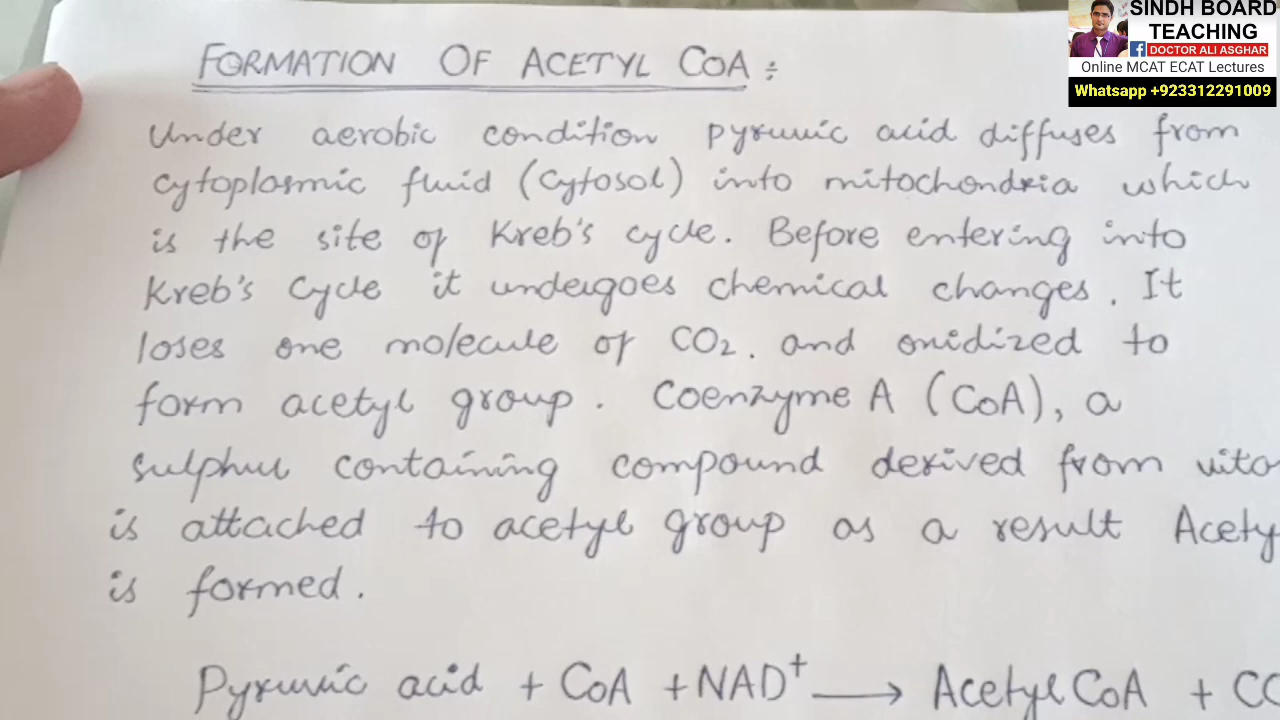 SINDH BOARD
TEACHING
DOCTOR ALI ASGHAR
Online MCAT ECAT Lectures
Whatsapp +923312291009
FORMATION OF ACETYL COA :
Under aerobic condition pyruvic acid diffuses from
cytoplasmic fluid (Cytosol) into mitochondria which
is the site of Kreb's cycle. Before entering into
Kreb's Cycle it undergoes chemical changes. It
loses one molecule of CO2. and oxidized to
form acetyl group. Coenzyme A (CoA), a
sulphur containing compound derived from vita
is attached to acetyl group as a result Acety
is formed.
Pyruvic acid + CoA + NAD⁺ → Acetyl CoA + CO